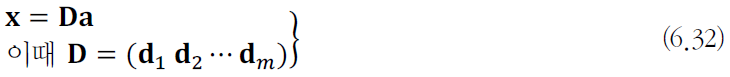 x = Da
이때 D = (d₁ d₂ ⋯ dₘ)} (6.32)